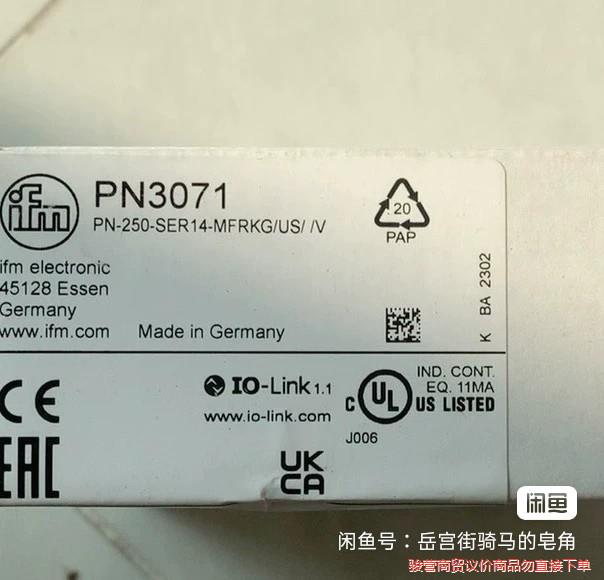 ifm
PN3071
PN-250-SER14-MFRKG/US/ /V
ifm electronic
45128 Essen
Germany
www.ifm.com
Made in Germany
20
PAP
K BA 2302
CE
EAC
IO-Link 1.1
www.io-link.com
UK
CA
C UL US LISTED
IND. CONT.
EQ. 11MA
J006
闲鱼
闲鱼号：岳宫街骑马的皂角
骏管商贸议价商品勿直接下单